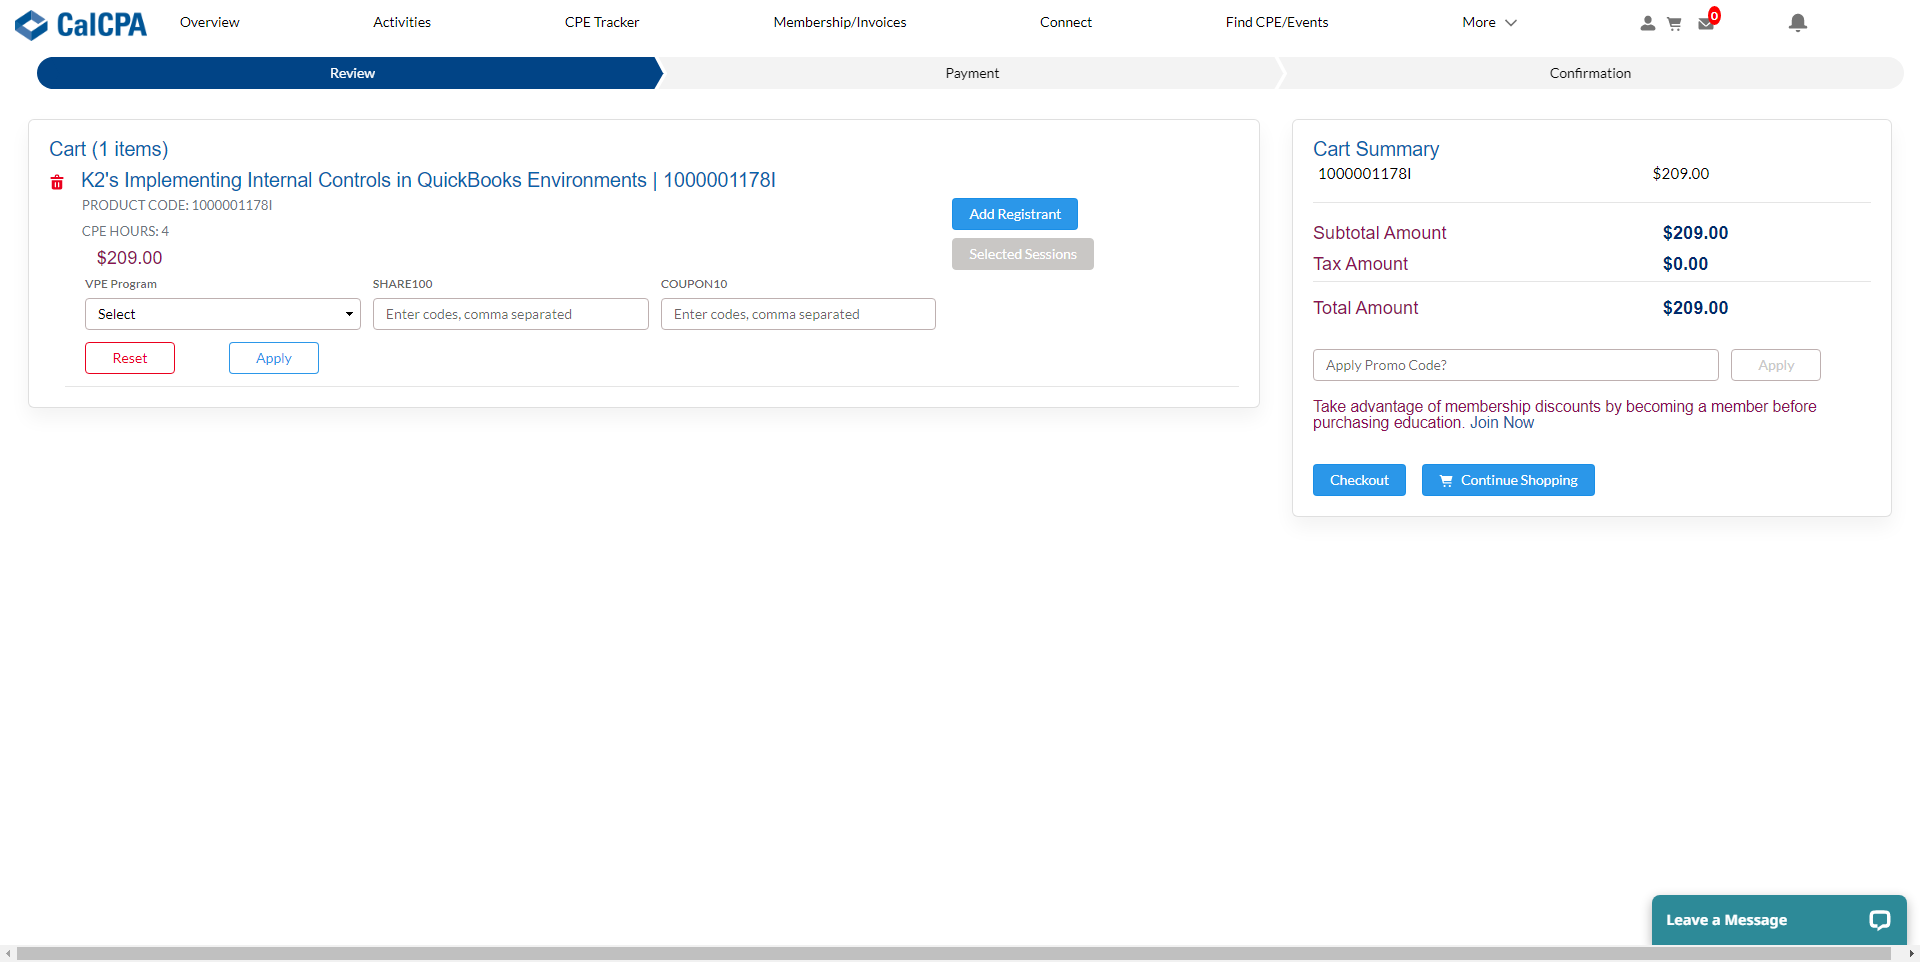 CalCPA
Overview
Activities
CPE Tracker
Membership/Invoices
Connect
Find CPE/Events
More
0
Review
Payment
Confirmation
Cart (1 items)
K2's Implementing Internal Controls in QuickBooks Environments | 1000001178I
PRODUCT CODE: 1000001178I
CPE HOURS: 4
$209.00
Add Registrant
Selected Sessions
VPE Program
SHARE100
COUPON10
Select
Enter codes, comma separated
Enter codes, comma separated
Reset
Apply
Cart Summary
1000001178I
$209.00
Subtotal Amount
$209.00
Tax Amount
$0.00
Total Amount
$209.00
Apply Promo Code?
Apply
Take advantage of membership discounts by becoming a member before
purchasing education. Join Now
Checkout
Continue Shopping
Leave a Message